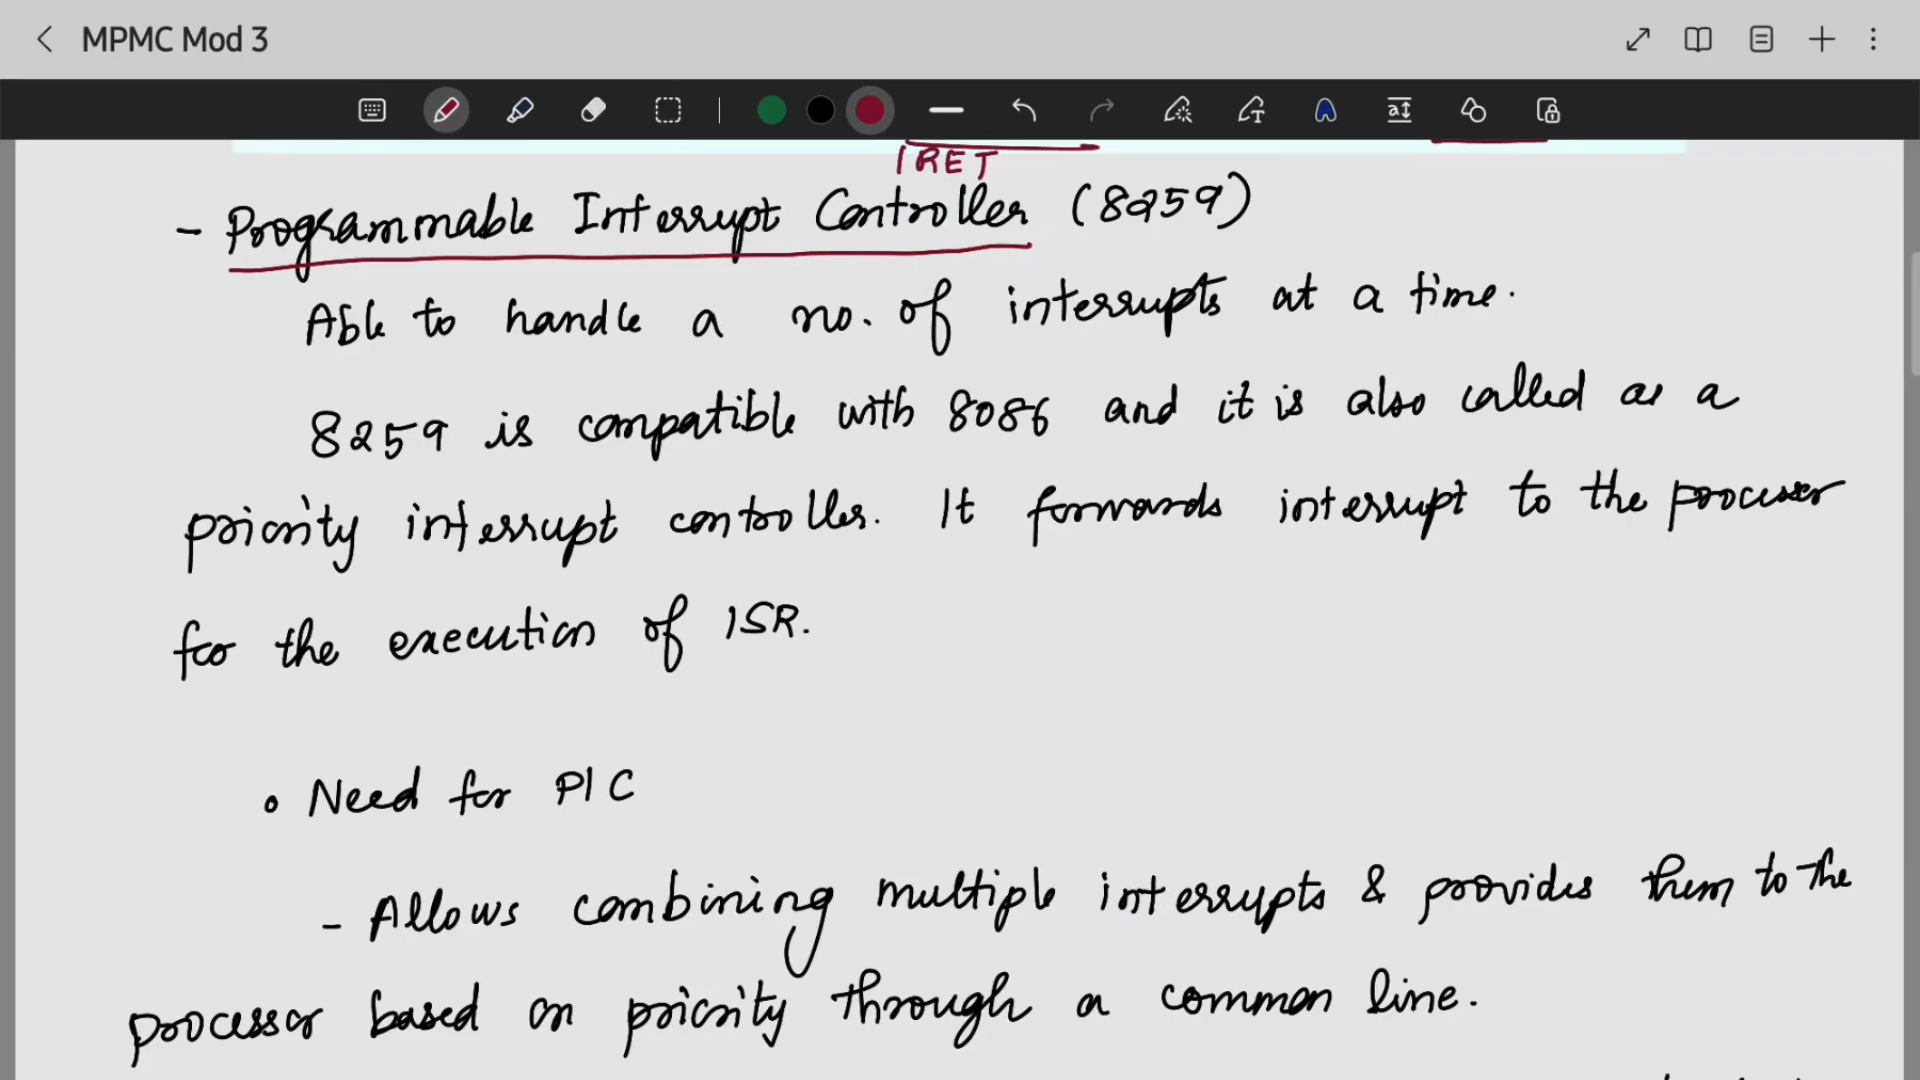 MPMC Mod 3
IRET
- Programmable Interrupt Controller (8259)
Able to handle a no. of interrupts at a time.
8259 is compatible with 8086 and it is also called as a
priority interrupt controller. It forwards interrupt to the processor
for the execution of ISR.
• Need for PIC
- Allows combining multiple interrupts & provides them to the
processor based on priority through a common line.